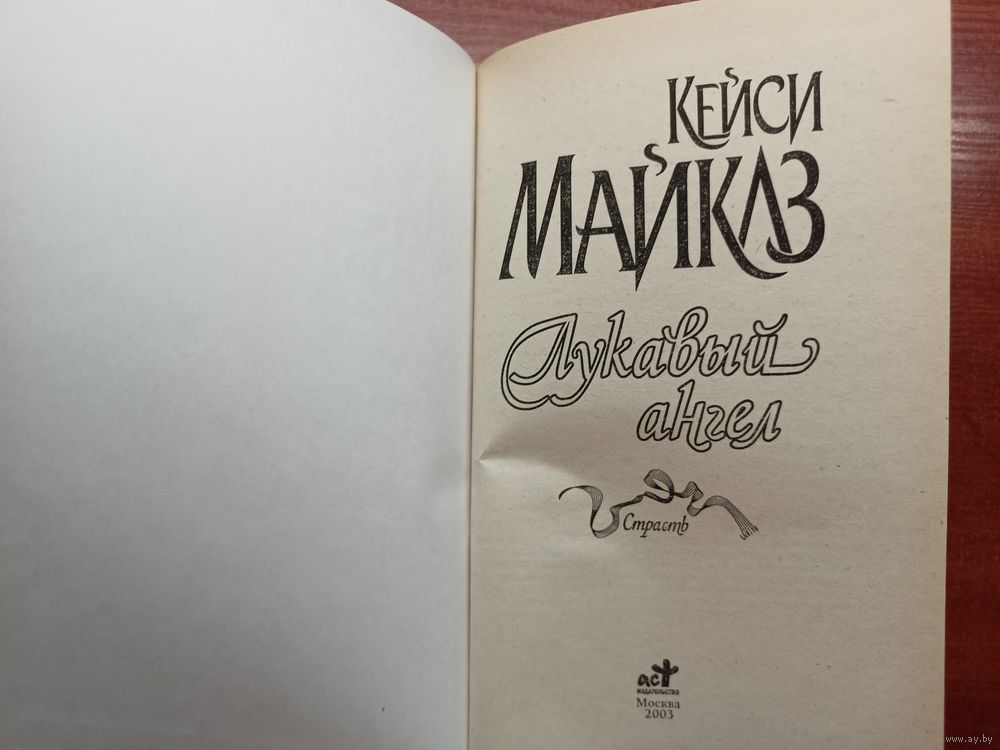 КЕЙСИ
МАЙКЛЗ
Лукавый
ангел
Страсть
аст
ИЗДАТЕЛЬСТВО
Москва
2003
www.ay.by